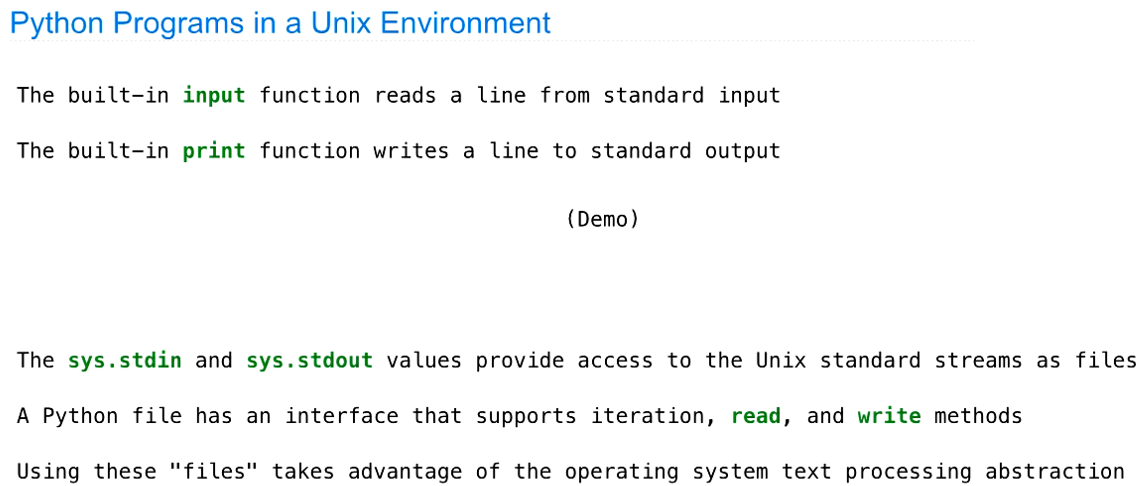 Python Programs in a Unix Environment
The built-in input function reads a line from standard input
The built-in print function writes a line to standard output
(Demo)
The sys.stdin and sys.stdout values provide access to the Unix standard streams as files
A Python file has an interface that supports iteration, read, and write methods
Using these "files" takes advantage of the operating system text processing abstraction